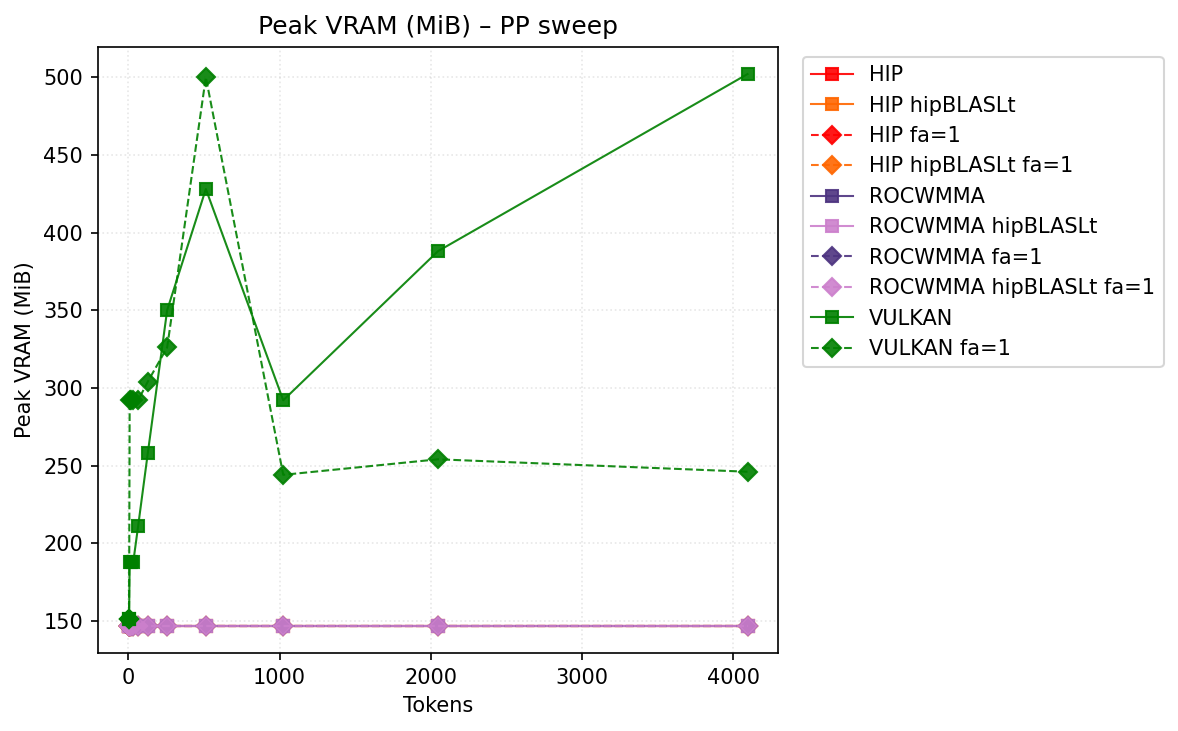 Peak VRAM (MiB) – PP sweep
Peak VRAM (MiB)
500
450
400
350
300
250
200
150
0 1000 2000 3000 4000
Tokens
HIP
HIP hipBLASLt
HIP fa=1
HIP hipBLASLt fa=1
ROCWMMA
ROCWMMA hipBLASLt
ROCWMMA fa=1
ROCWMMA hipBLASLt fa=1
VULKAN
VULKAN fa=1